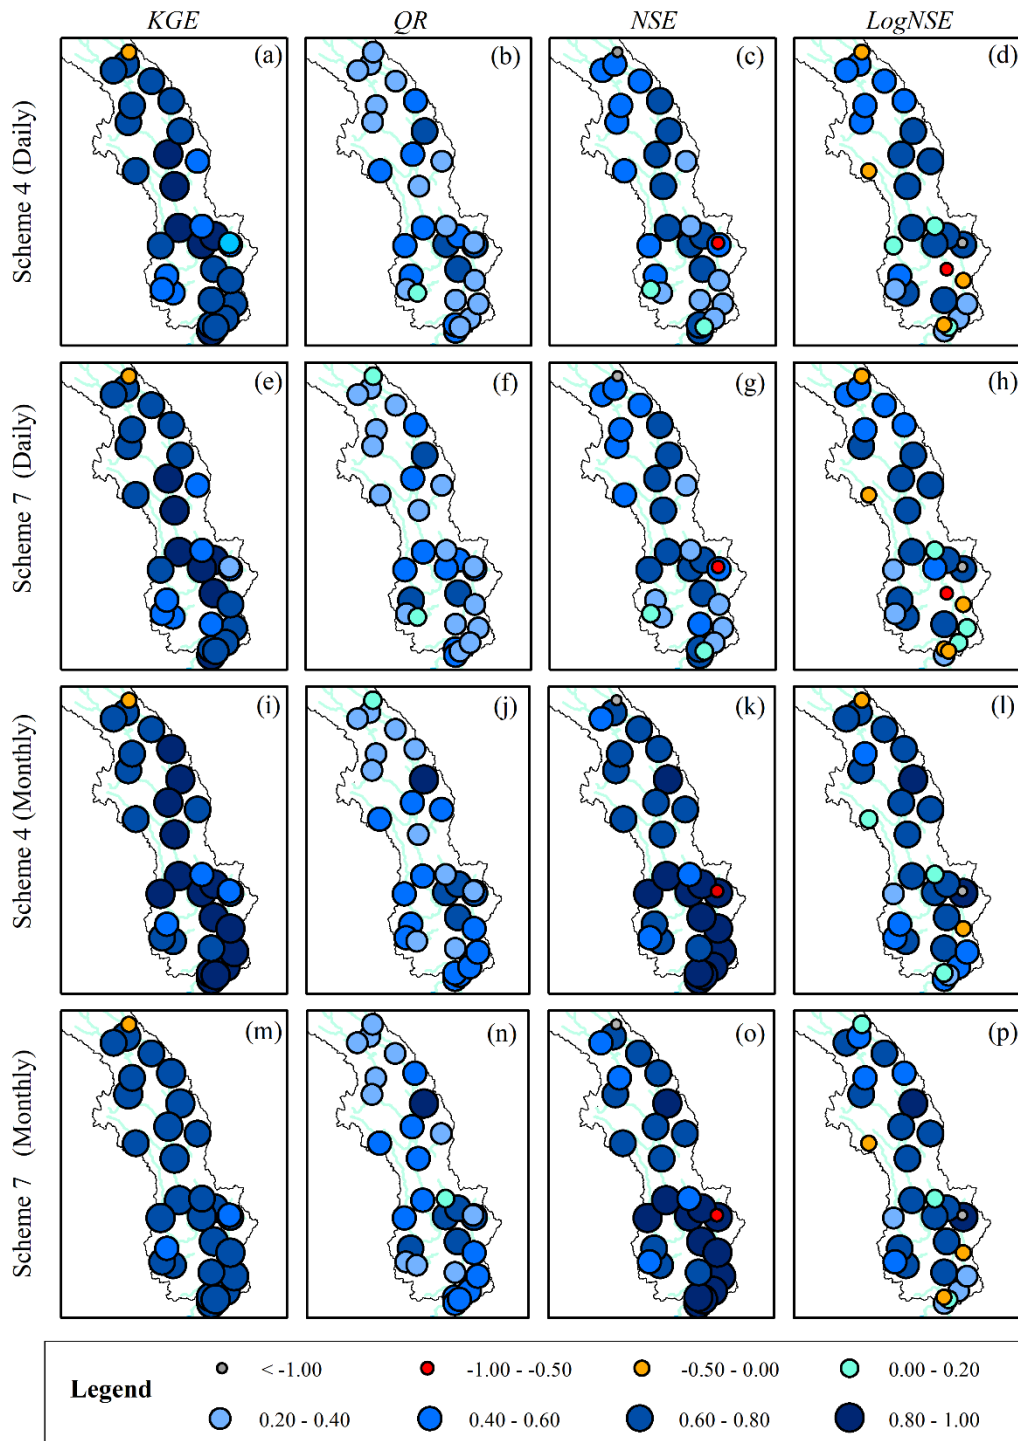 KGE QR NSE LogNSE
Scheme 4 (Daily)
(a) (b) (c) (d)
Scheme 7 (Daily)
(e) (f) (g) (h)
Scheme 4 (Monthly)
(i) (j) (k) (l)
Scheme 7 (Monthly)
(m) (n) (o) (p)
Legend
< -1.00 -1.00 - -0.50 -0.50 - 0.00 0.00 - 0.20
0.20 - 0.40 0.40 - 0.60 0.60 - 0.80 0.80 - 1.00